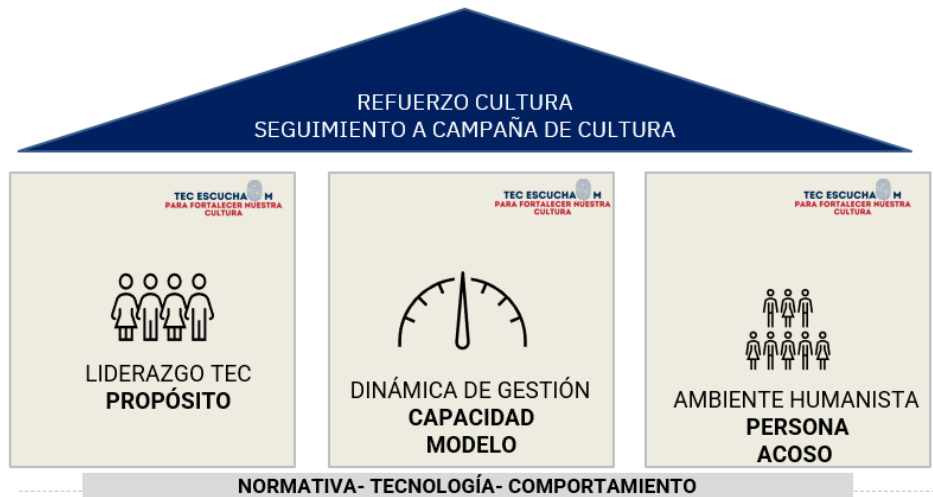 REFUERZO CULTURA
SEGUIMIENTO A CAMPAÑA DE CULTURA
TEC ESCUCHA M
PARA FORTALECER NUESTRA
CULTURA
LIDERAZGO TEC
PROPÓSITO
TEC ESCUCHA M
PARA FORTALECER NUESTRA
CULTURA
DINÁMICA DE GESTIÓN
CAPACIDAD
MODELO
TEC ESCUCHA M
PARA FORTALECER NUESTRA
CULTURA
AMBIENTE HUMANISTA
PERSONA
ACOSO
NORMATIVA- TECNOLOGÍA- COMPORTAMIENTO